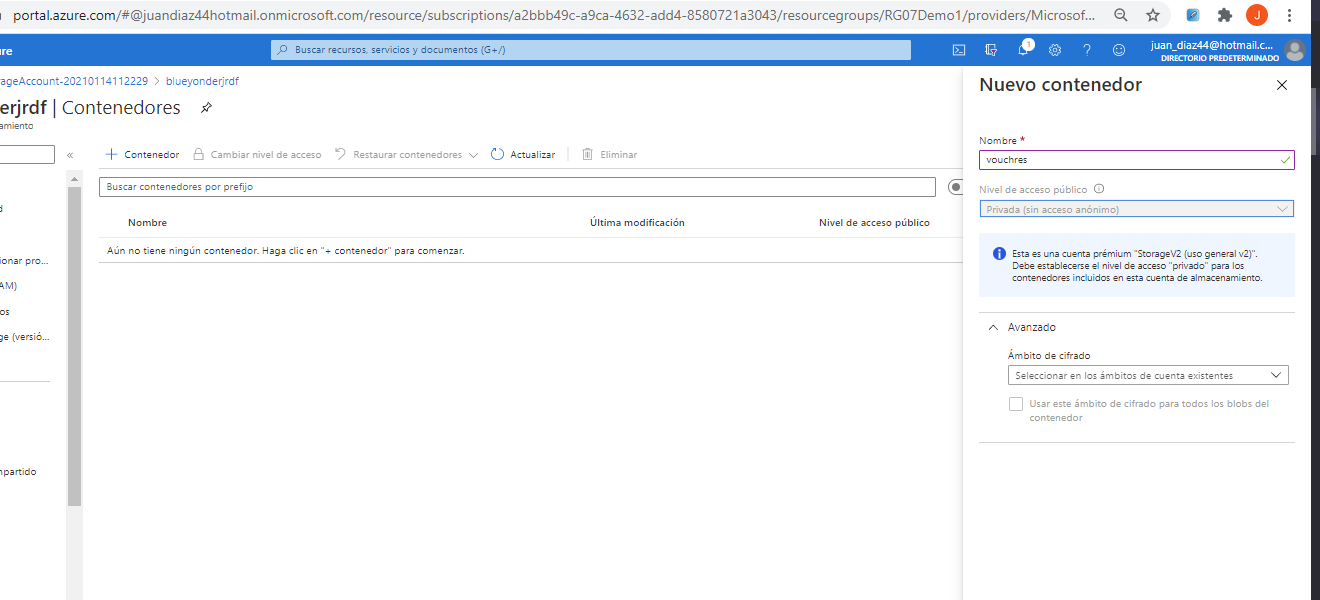 portal.azure.com/#@juandiaz44hotmail.onmicrosoft.com/resource/subscriptions/a2bbb49c-a9ca-4632-add4-8580721a3043/resourcegroups/RG07Demo1/providers/Microsof...
J
ure
Buscar recursos, servicios y documentos (G+/)
1
juan_diaz44@hotmail.c...
DIRECTORIO PREDETERMINADO
rageAccount-20210114112229 > blueyonderjrdf
erjrdf | Contenedores
amiento
«
+ Contenedor
Cambiar nivel de acceso
Restaurar contenedores
Actualizar
Eliminar
Buscar contenedores por prefijo
Nombre
Última modificación
Nivel de acceso público
Aún no tiene ningún contenedor. Haga clic en "+ contenedor" para comenzar.
d
ionar pro...
AM)
os
ge (versió...
mpartido
Nuevo contenedor
Nombre *
vouchres
Nivel de acceso público
Privada (sin acceso anónimo)
Esta es una cuenta prémium "StorageV2 (uso general v2)".
Debe establecerse el nivel de acceso "privado" para los
contenedores incluidos en esta cuenta de almacenamiento.
Avanzado
Ámbito de cifrado
Seleccionar en los ámbitos de cuenta existentes
Usar este ámbito de cifrado para todos los blobs del
contenedor